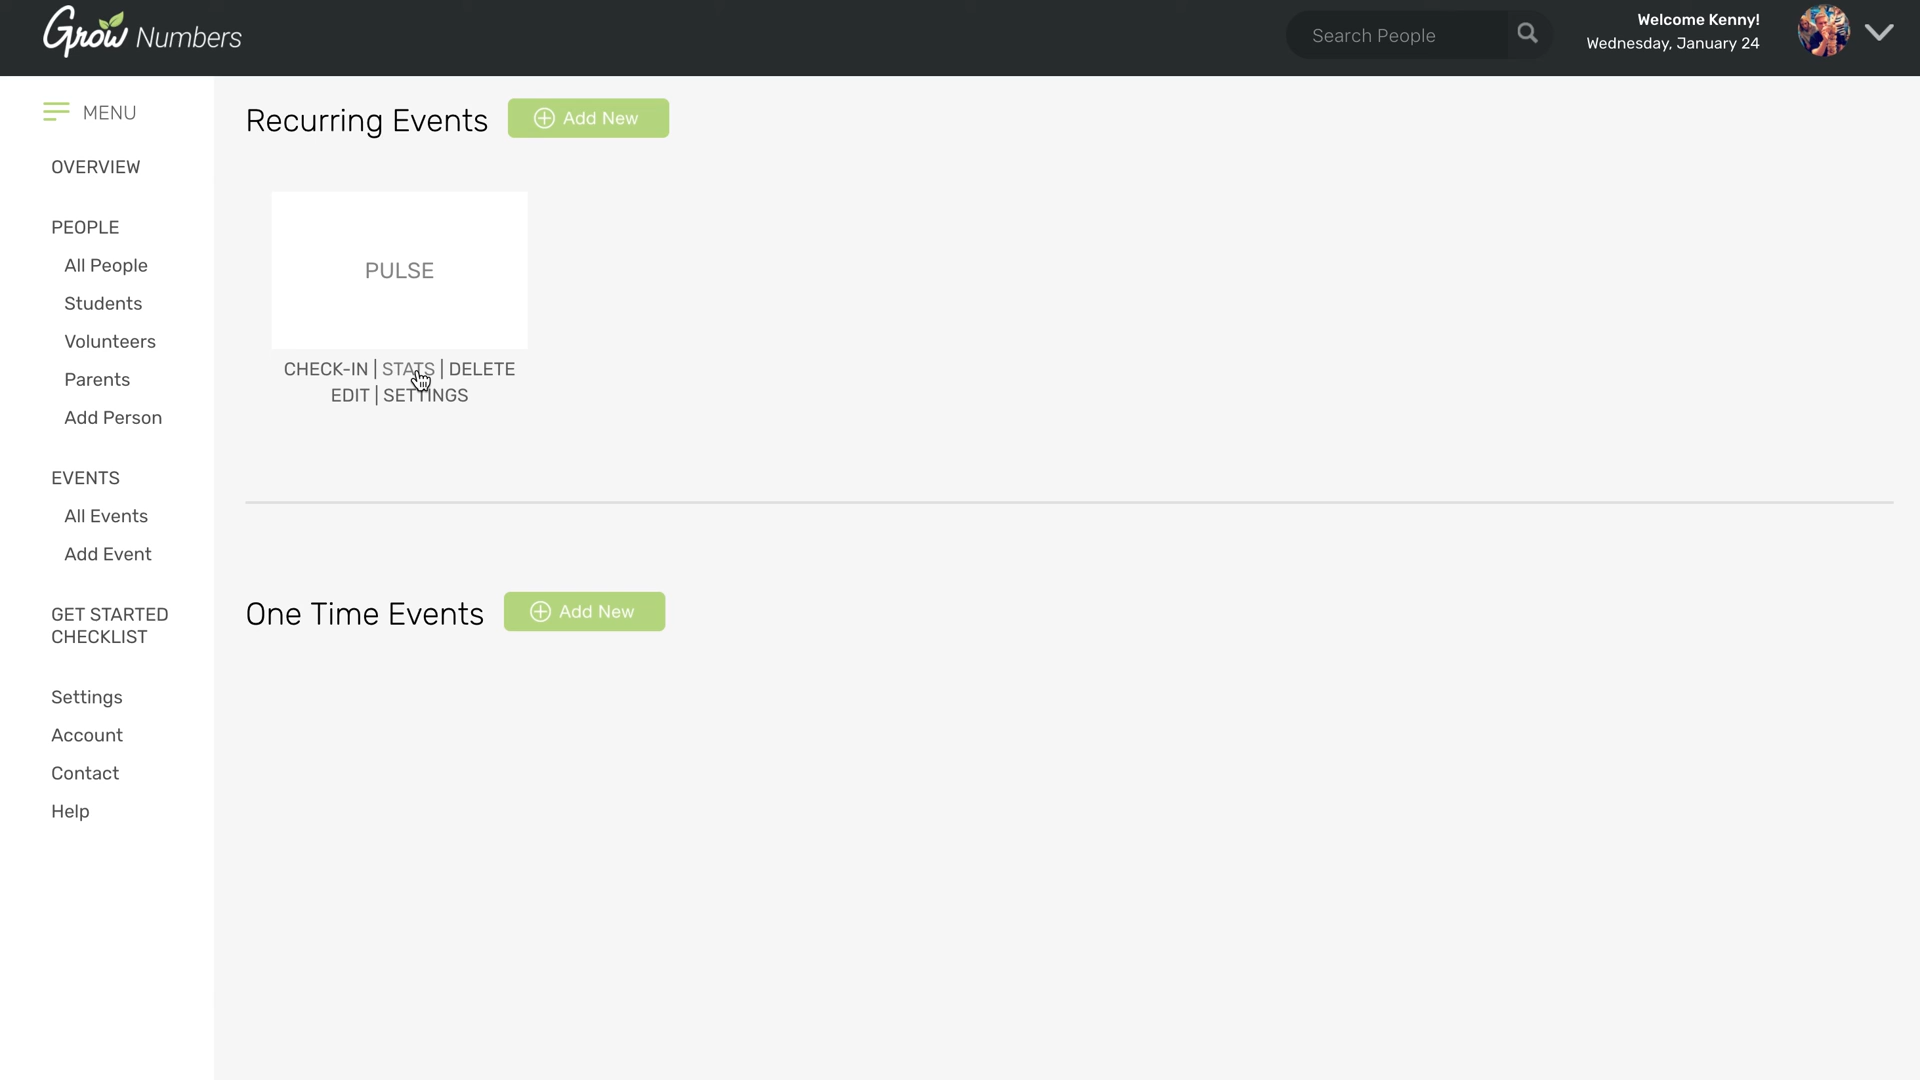 Grow Numbers
Search People
Welcome Kenny!
Wednesday, January 24
MENU
OVERVIEW
PEOPLE
All People
Students
Volunteers
Parents
Add Person
EVENTS
All Events
Add Event
GET STARTED
CHECKLIST
Settings
Account
Contact
Help
Recurring Events
Add New
PULSE
CHECK-IN | STATS | DELETE
EDIT | SETTINGS
One Time Events
Add New